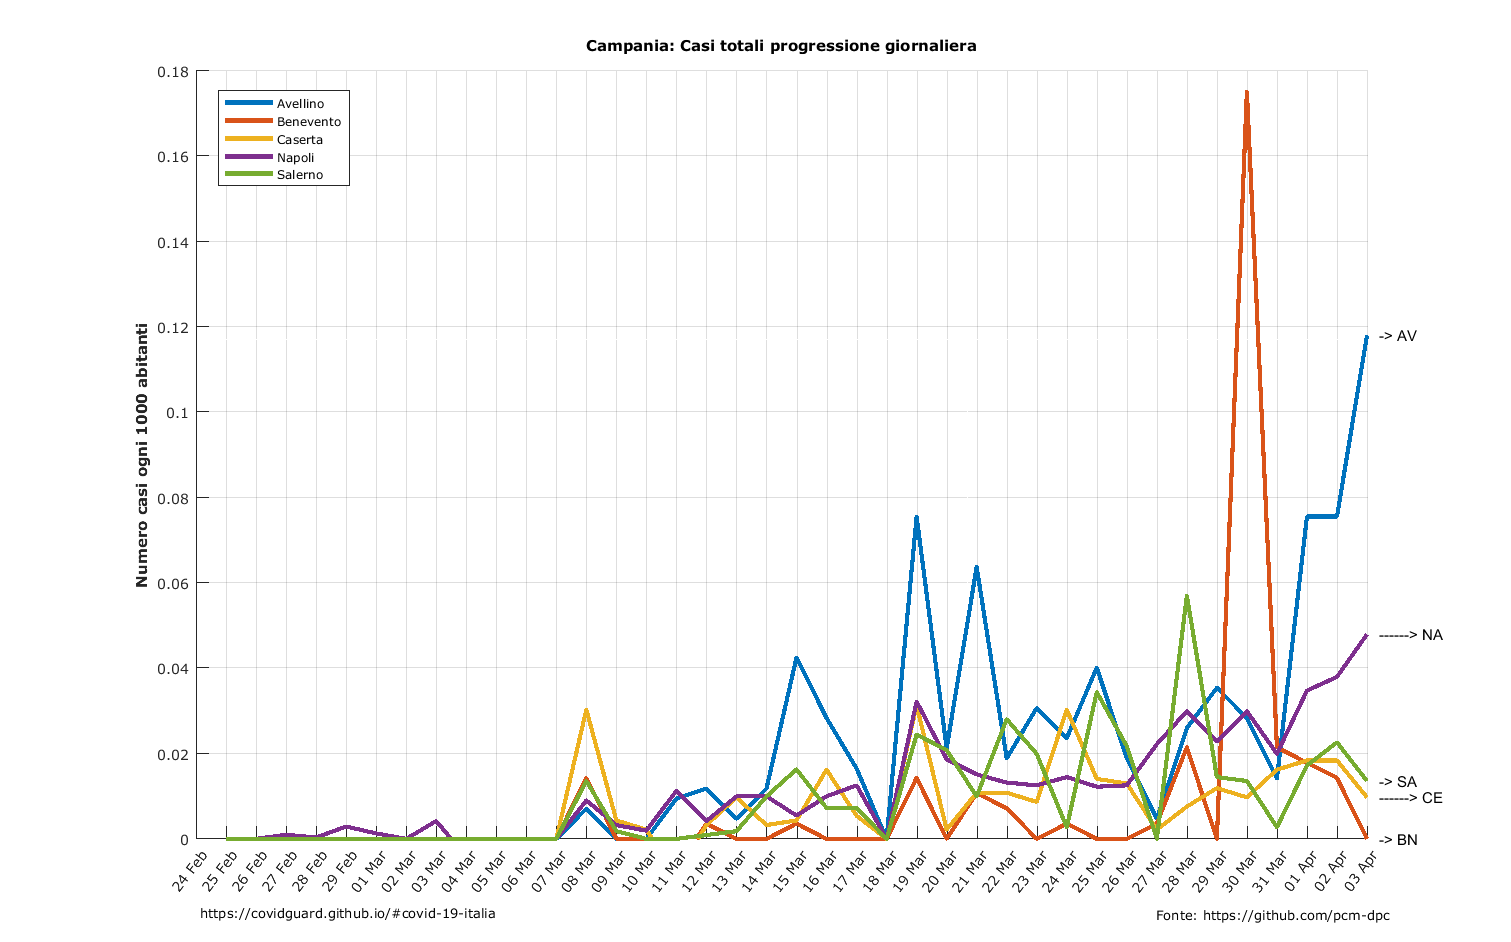 Campania: Casi totali progressione giornaliera
Numero casi ogni 1000 abitanti
0.18
0.16
0.14
0.12
0.1
0.08
0.06
0.04
0.02
0
Avellino
Benevento
Caserta
Napoli
Salerno
-> AV
------> NA
-> SA
------> CE
-> BN
24 Feb
25 Feb
26 Feb
27 Feb
28 Feb
29 Feb
01 Mar
02 Mar
03 Mar
04 Mar
05 Mar
06 Mar
07 Mar
08 Mar
09 Mar
10 Mar
11 Mar
12 Mar
13 Mar
14 Mar
15 Mar
16 Mar
17 Mar
18 Mar
19 Mar
20 Mar
21 Mar
22 Mar
23 Mar
24 Mar
25 Mar
26 Mar
27 Mar
28 Mar
29 Mar
30 Mar
31 Mar
01 Apr
02 Apr
03 Apr
https://covidguard.github.io/#covid-19-italia
Fonte: https://github.com/pcm-dpc